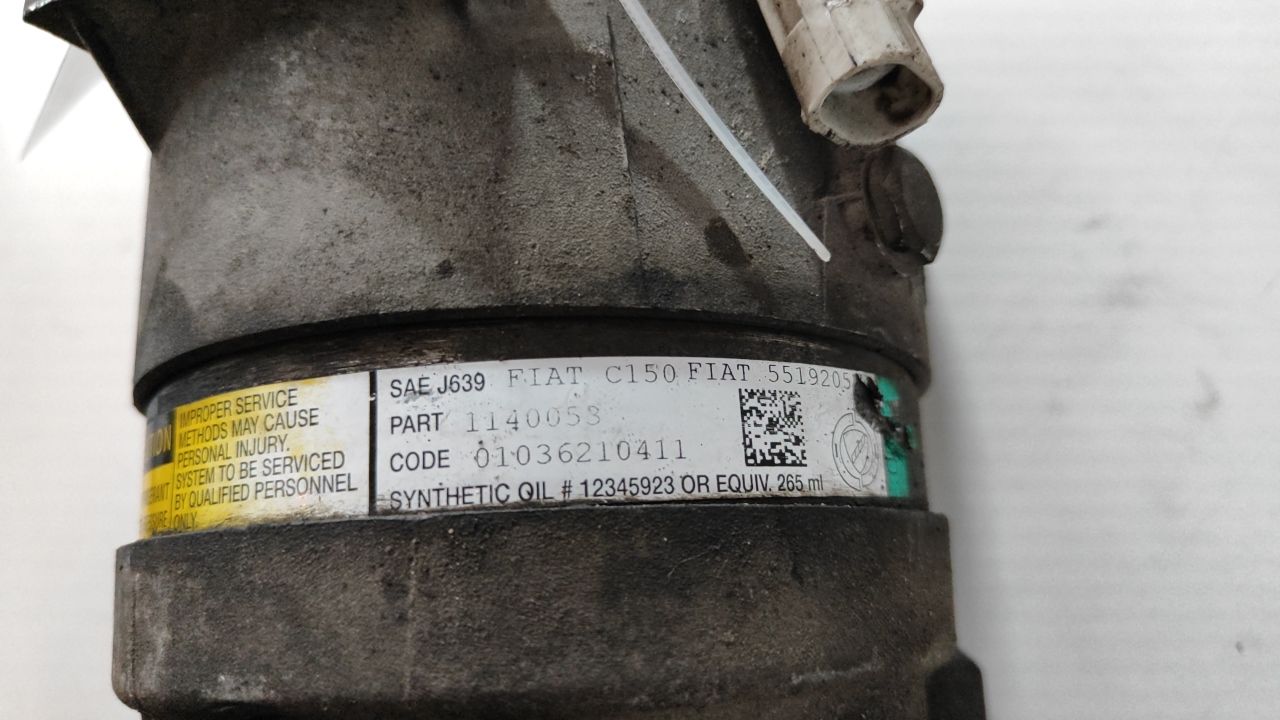 IMPROPER SERVICE
METHODS MAY CAUSE
PERSONAL INJURY.
SYSTEM TO BE SERVICED
BY QUALIFIED PERSONNEL
ONLY.
SAE J639 FIAT C150 FIAT 5519205
PART 1140053
CODE 01036210411
SYNTHETIC OIL # 12345923 OR EQUIV. 265 ml